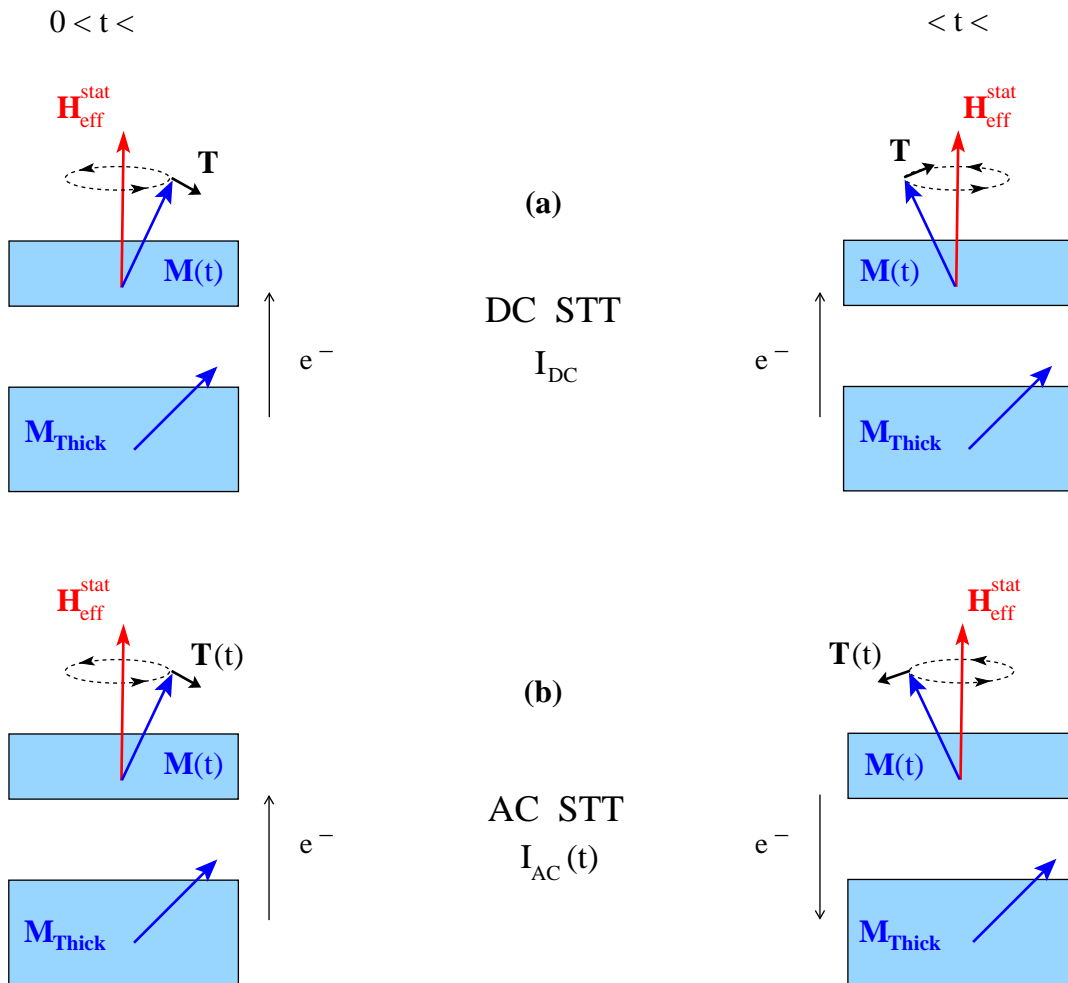 0 < t <
< t <
H_eff^stat
T
M(t)
e⁻
M_Thick
(a)
DC STT
I_DC
H_eff^stat
T
M(t)
e⁻
M_Thick
H_eff^stat
T(t)
M(t)
e⁻
M_Thick
(b)
AC STT
I_AC(t)
H_eff^stat
T(t)
M(t)
e⁻
M_Thick